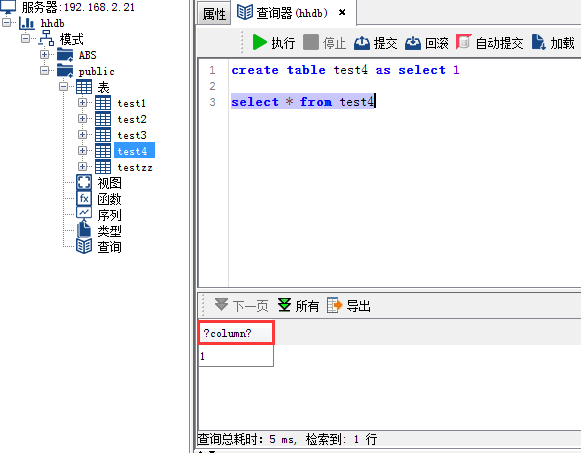 服务器:192.168.2.21
hhdb
模式
ABS
public
表
test1
test2
test3
test4
testzz
视图
函数
序列
类型
查询
属性 查询器(hhdb) ×
执行 停止 提交 回滚 自动提交 加载
1 create table test4 as select 1
2
3 select * from test4
下一页 所有 导出
?column?
1
查询总耗时: 5 ms, 检索到: 1 行